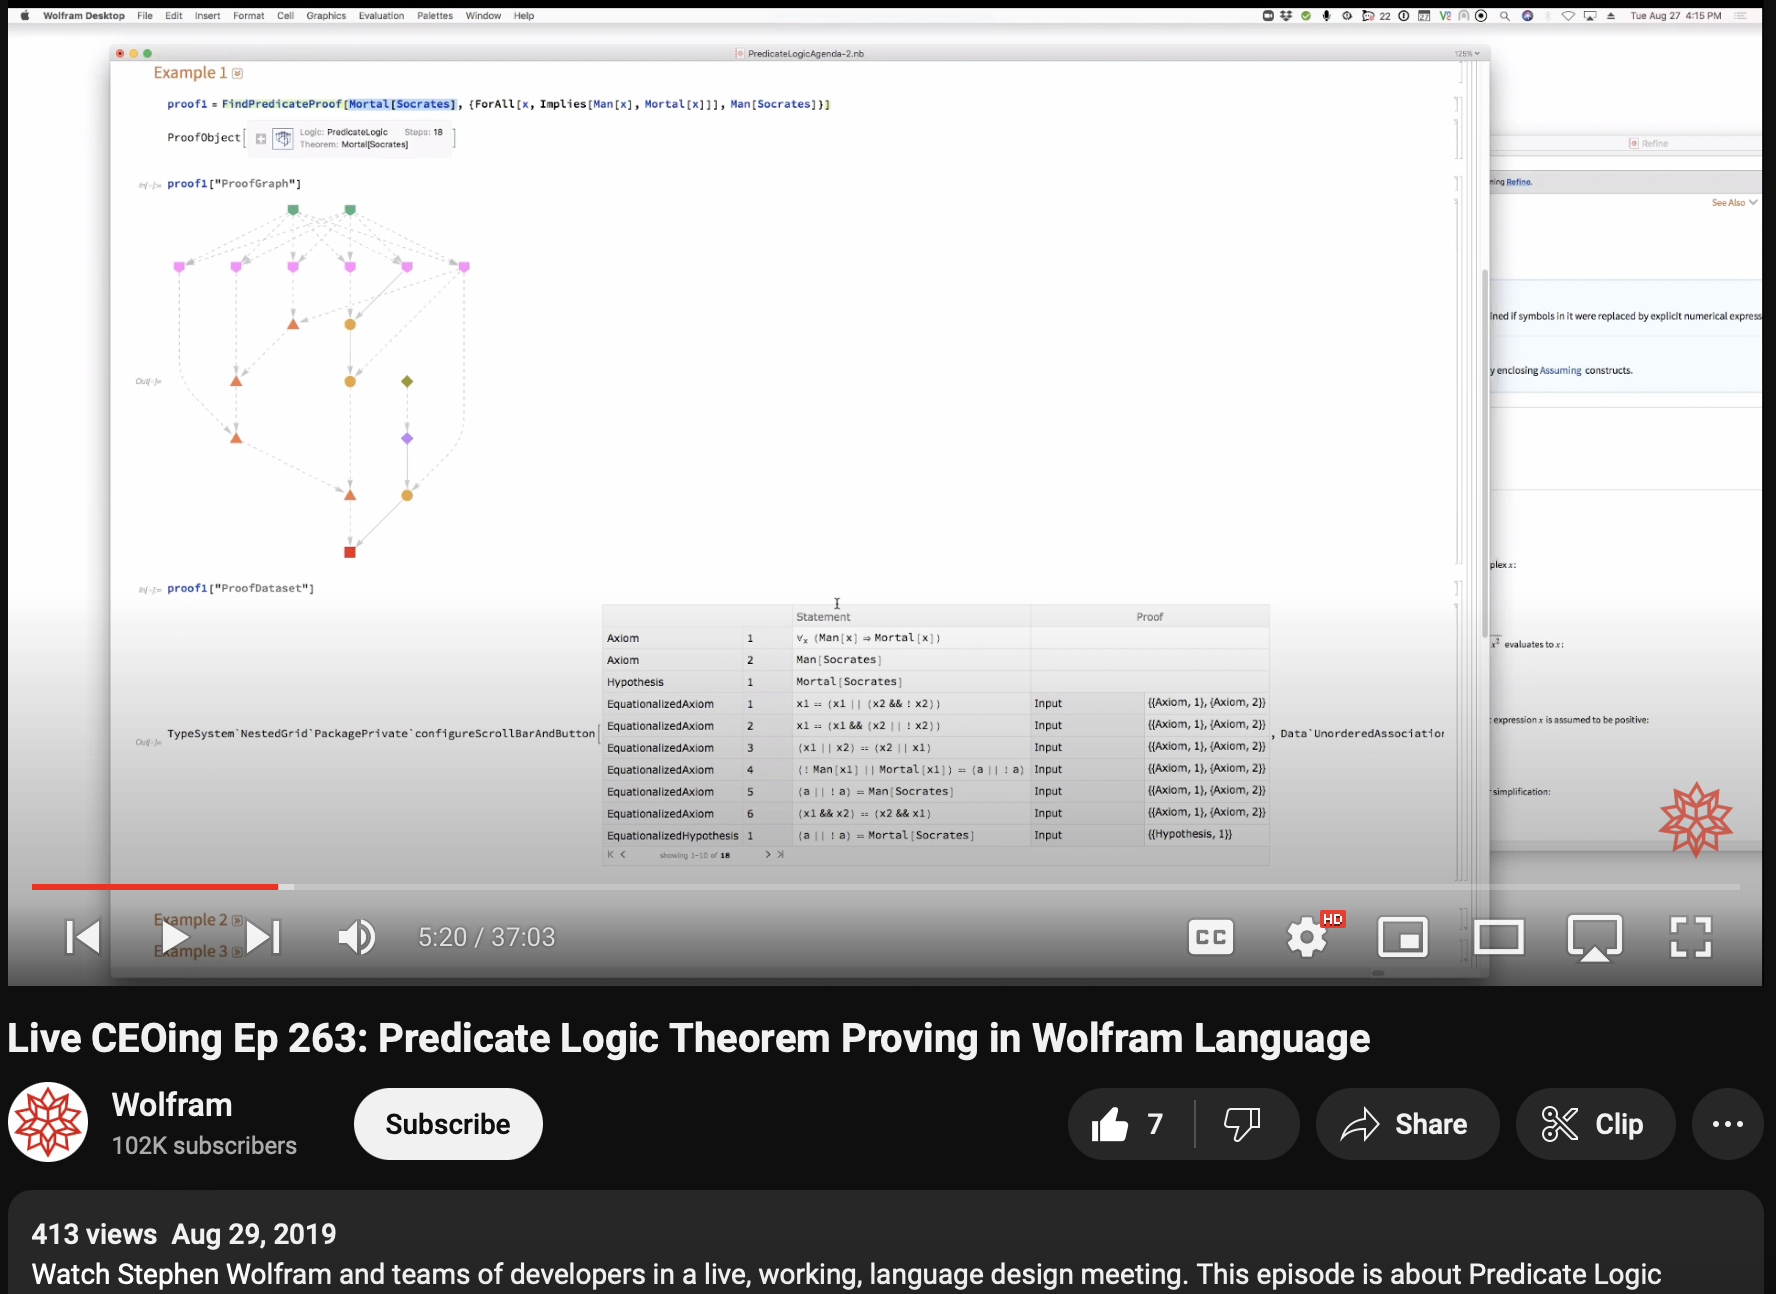 Wolfram Desktop File Edit Insert Format Cell Graphics Evaluation Palettes Window Help 22 27 Tue Aug 27 4:15 PM
PredicateLogicAgenda-2.nb 125%
Example 1
proof1 = FindPredicateProof[Mortal[Socrates], {ForAll[x, Implies[Man[x], Mortal[x]]], Man[Socrates]}]
ProofObject[ Logic: PredicateLogic Steps: 18
Theorem: Mortal[Socrates] ]
Refine
ning Refine.
See Also
In[-]:= proof1["ProofGraph"]
ined if symbols in it were replaced by explicit numerical express
y enclosing Assuming constructs.
Out[-]=
plex x:
In[-]:= proof1["ProofDataset"]
Statement Proof
Axiom 1 ∀x (Man[x] ⇒ Mortal[x])
Axiom 2 Man[Socrates]
Hypothesis 1 Mortal[Socrates]
EquationalizedAxiom 1 x1 == (x1 || (x2 && ! x2)) Input {{Axiom, 1}, {Axiom, 2}}
EquationalizedAxiom 2 x1 == (x1 && (x2 || ! x2)) Input {{Axiom, 1}, {Axiom, 2}}
EquationalizedAxiom 3 (x1 || x2) == (x2 || x1) Input {{Axiom, 1}, {Axiom, 2}}
EquationalizedAxiom 4 (! Man[x1] || Mortal[x1]) == (a || ! a) Input {{Axiom, 1}, {Axiom, 2}}
EquationalizedAxiom 5 (a || ! a) == Man[Socrates] Input {{Axiom, 1}, {Axiom, 2}}
EquationalizedAxiom 6 (x1 && x2) == (x2 && x1) Input {{Axiom, 1}, {Axiom, 2}}
EquationalizedHypothesis 1 (a || ! a) == Mortal[Socrates] Input {{Hypothesis, 1}}
showing 1–10 of 18
Out[-]= TypeSystem`NestedGrid`PackagePrivate`configureScrollBarAndButton[ , Data`UnorderedAssociation
x² evaluates to x:
expression x is assumed to be positive:
simplification:
Example 2
Example 3
5:20 / 37:03 CC HD
Live CEOing Ep 263: Predicate Logic Theorem Proving in Wolfram Language
Wolfram
102K subscribers
Subscribe
7
Share
Clip
413 views Aug 29, 2019
Watch Stephen Wolfram and teams of developers in a live, working, language design meeting. This episode is about Predicate Logic